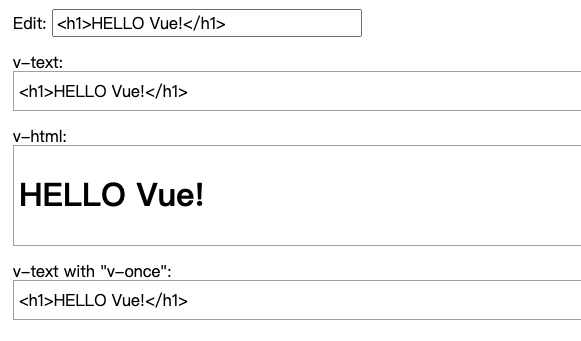 Edit: <h1>HELLO Vue!</h1>
v-text:
<h1>HELLO Vue!</h1>
v-html:
HELLO Vue!
v-text with "v-once":
<h1>HELLO Vue!</h1>